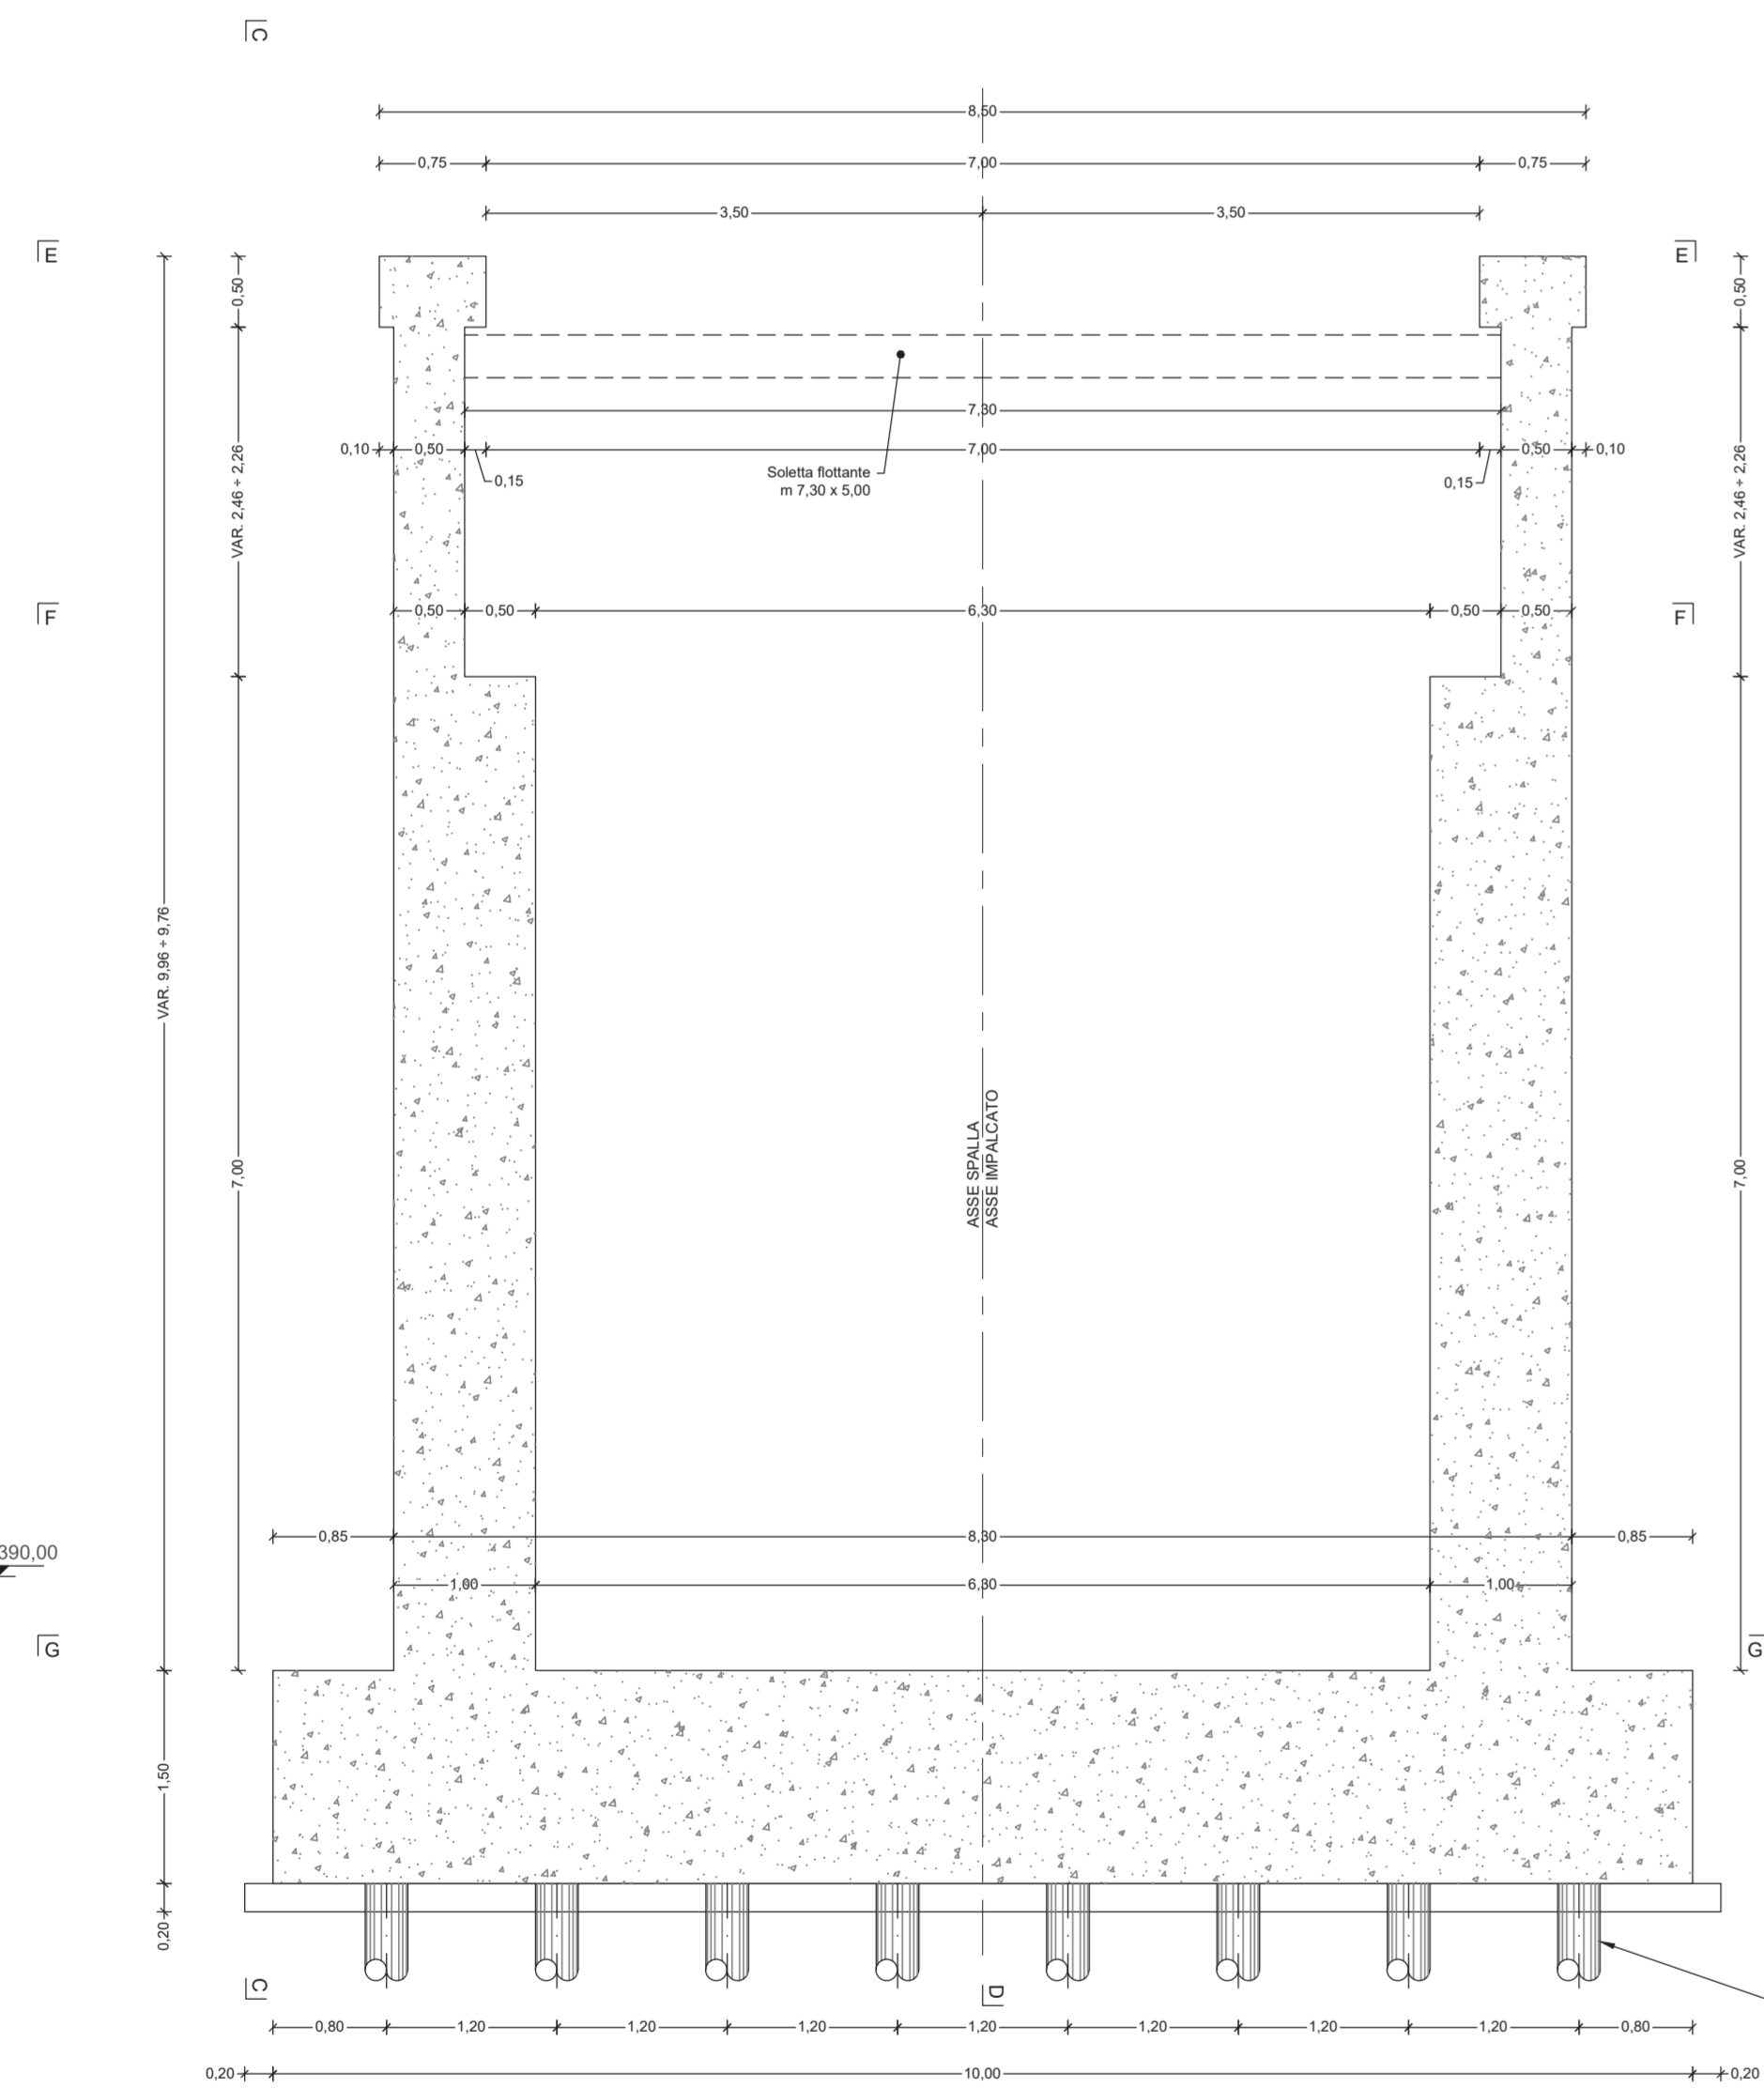 C
8,50
0,75
7,00
0,75
3,50
3,50
E
E
0,50
0,50
7,30
0,10
0,50
7,00
0,50
0,10
0,15
0,15
Soletta flottante
m 7,30 x 5,00
VAR. 2,46 ÷ 2,26
VAR. 2,46 ÷ 2,26
F
F
0,50
0,50
6,30
0,50
0,50
VAR. 9,96 ÷ 9,76
7,00
7,00
ASSE SPALLA
ASSE IMPALCATO
0,85
8,30
0,85
390,00
1,00
6,30
1,00
G
G
1,50
0,20
C
D
0,80
1,20
1,20
1,20
1,20
1,20
1,20
1,20
0,80
0,20
10,00
0,20